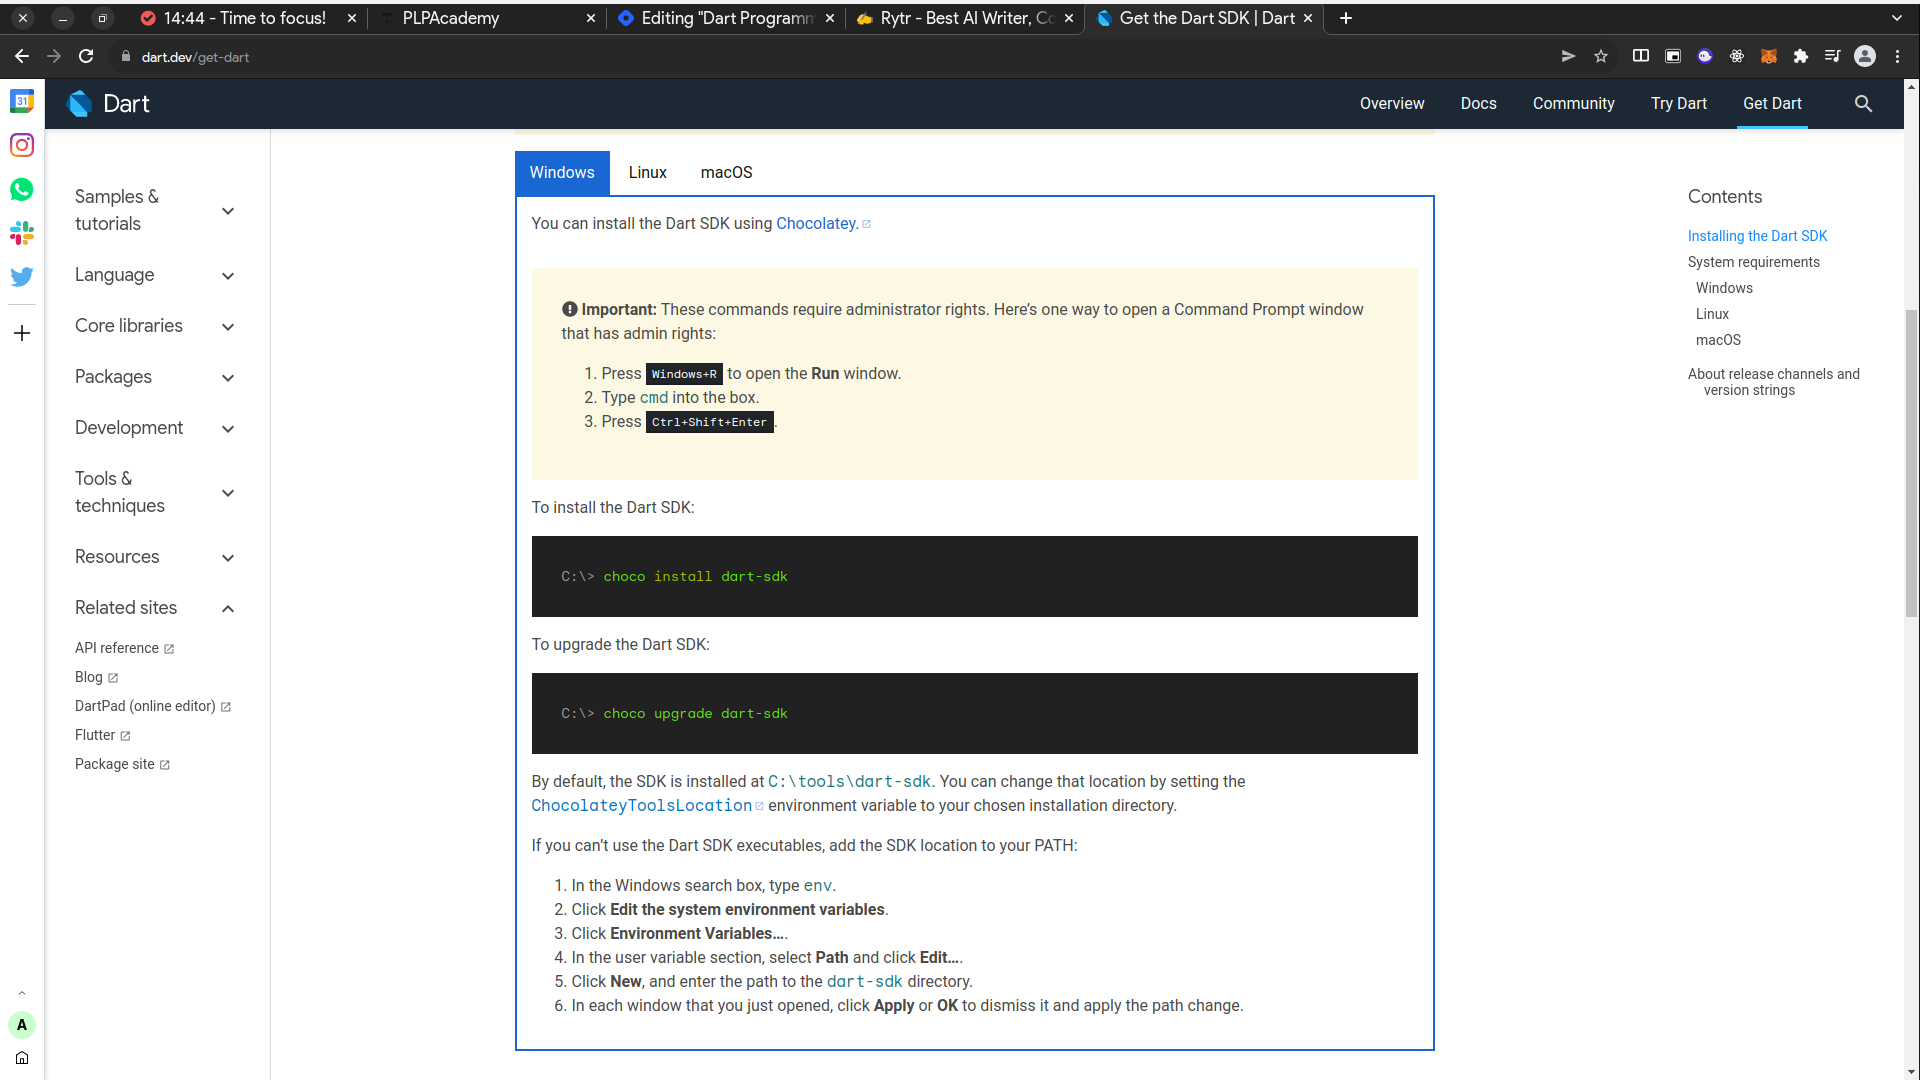 14:44 - Time to focus!
PLPAcademy
Editing "Dart Programm
Rytr - Best AI Writer, Co
Get the Dart SDK | Dart
dart.dev/get-dart
31
Dart
Overview
Docs
Community
Try Dart
Get Dart
Samples &
tutorials
Language
Core libraries
Packages
Development
Tools &
techniques
Resources
Related sites
API reference
Blog
DartPad (online editor)
Flutter
Package site
A
Windows
Linux
macOS
You can install the Dart SDK using Chocolatey.
Important: These commands require administrator rights. Here’s one way to open a Command Prompt window
that has admin rights:
1. Press Windows+R to open the Run window.
2. Type cmd into the box.
3. Press Ctrl+Shift+Enter.
To install the Dart SDK:
C:\> choco install dart-sdk
To upgrade the Dart SDK:
C:\> choco upgrade dart-sdk
By default, the SDK is installed at C:\tools\dart-sdk. You can change that location by setting the
ChocolateyToolsLocation environment variable to your chosen installation directory.
If you can’t use the Dart SDK executables, add the SDK location to your PATH:
1. In the Windows search box, type env.
2. Click Edit the system environment variables.
3. Click Environment Variables….
4. In the user variable section, select Path and click Edit….
5. Click New, and enter the path to the dart-sdk directory.
6. In each window that you just opened, click Apply or OK to dismiss it and apply the path change.
Contents
Installing the Dart SDK
System requirements
Windows
Linux
macOS
About release channels and
version strings